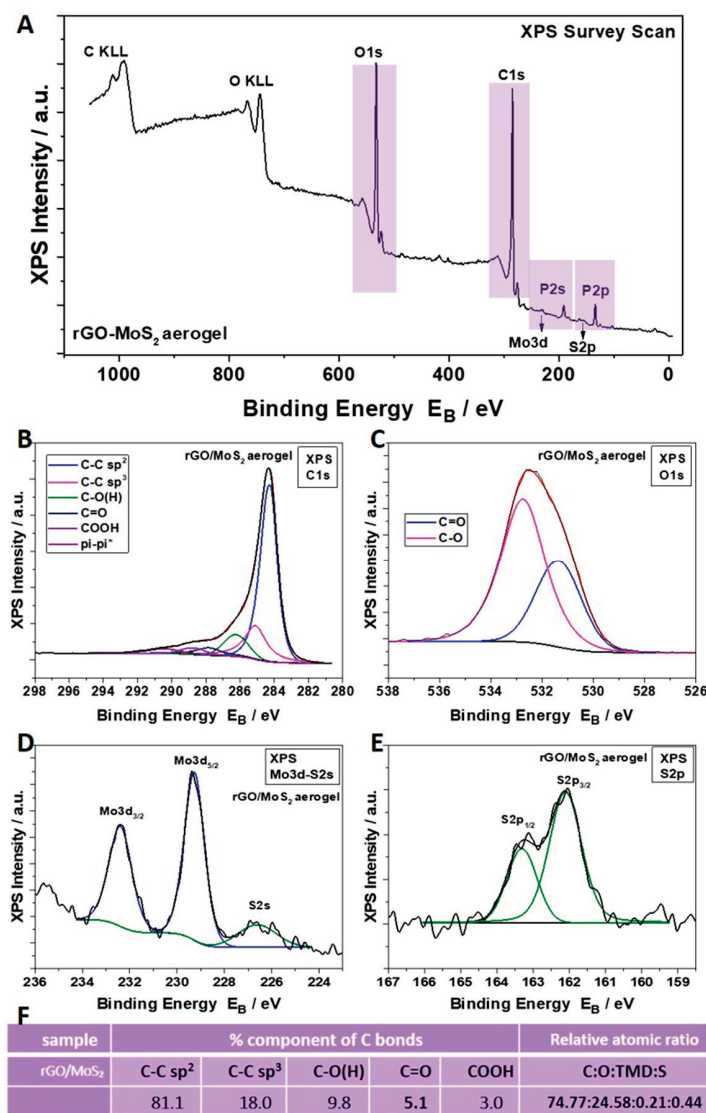 A
XPS Survey Scan
C KLL
O KLL
O1s
C1s
P2s
P2p
Mo3d
S2p
rGO-MoS₂ aerogel
XPS Intensity / a.u.
1000 800 600 400 200 0
Binding Energy E_B / eV
B
C-C sp²
C-C sp³
C-O(H)
C=O
COOH
pi-pi*
rGO/MoS₂ aerogel
XPS
C1s
XPS Intensity / a.u.
298 296 294 292 290 288 286 284 282 280
Binding Energy E_B / eV
C
rGO/MoS₂ aerogel
XPS
O1s
C=O
C-O
XPS Intensity / a.u.
538 536 534 532 530 528 526
Binding Energy E_B / eV
D
Mo3d₃/₂
Mo3d₅/₂
S2s
XPS
Mo3d-S2s
rGO/MoS₂ aerogel
XPS Intensity / a.u.
236 234 232 230 229 228 226 224
Binding Energy E_B / eV
E
rGO/MoS₂ aerogel
XPS
S2p
S2p₁/₂
S2p₃/₂
XPS Intensity / a.u.
167 166 165 164 163 162 161 160 159
Binding Energy E_B / eV
F
sample % component of C bonds Relative atomic ratio
rGO/MoS₂ C-C sp² C-C sp³ C-O(H) C=O COOH C:O:TMD:S
81.1 18.0 9.8 5.1 3.0 74.77:24.58:0.21:0.44